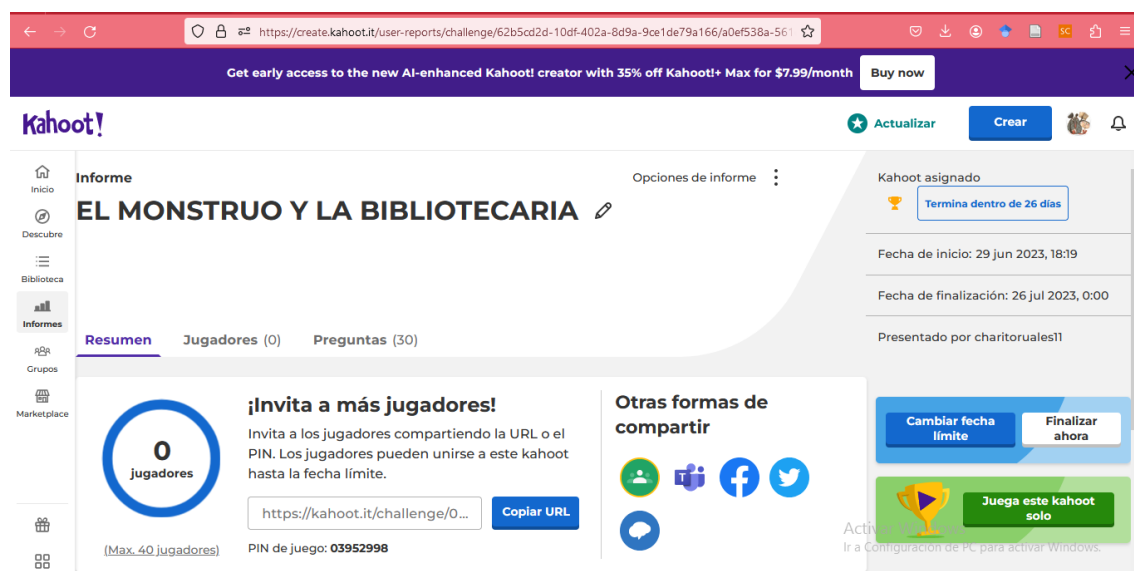 https://create.kahoot.it/user-reports/challenge/62b5cd2d-10df-402a-8d9a-9ce1de79a166/a0ef538a-561
Get early access to the new AI-enhanced Kahoot! creator with 35% off Kahoot!+ Max for $7.99/month Buy now
Kahoot! Actualizar Crear
Inicio
Descubre
Biblioteca
Informes
Grupos
Marketplace
Informe Opciones de informe
EL MONSTRUO Y LA BIBLIOTECARIA
Resumen Jugadores (0) Preguntas (30)
0
jugadores
(Max. 40 jugadores)
¡Invita a más jugadores!
Invita a los jugadores compartiendo la URL o el
PIN. Los jugadores pueden unirse a este kahoot
hasta la fecha límite.
https://kahoot.it/challenge/0... Copiar URL
PIN de juego: 03952998
Otras formas de
compartir
Kahoot asignado
Termina dentro de 26 días
Fecha de inicio: 29 jun 2023, 18:19
Fecha de finalización: 26 jul 2023, 0:00
Presentado por charitoruales11
Cambiar fecha
límite
Finalizar
ahora
Juega este kahoot
solo
Ir a Configuración de PC para activar Windows.